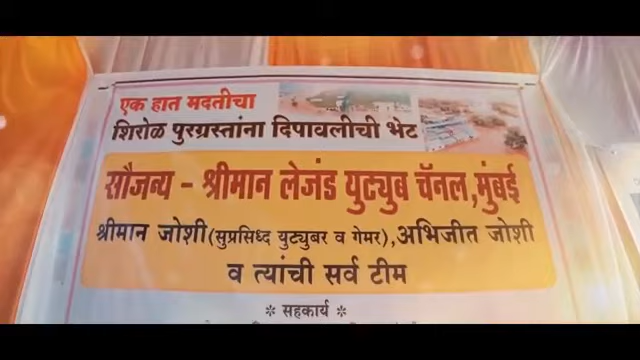 एक हात मदतीचा
शिरोळ पुरग्रस्तांना दिपावलीची भेट
सौजन्य - श्रीमान लेजंड युट्युब चॅनल,मुंबई
श्रीमान जोशी(सुप्रसिध्द युट्युबर व गेमर),अभिजीत जोशी
व त्यांची सर्व टीम
* सहकार्य *